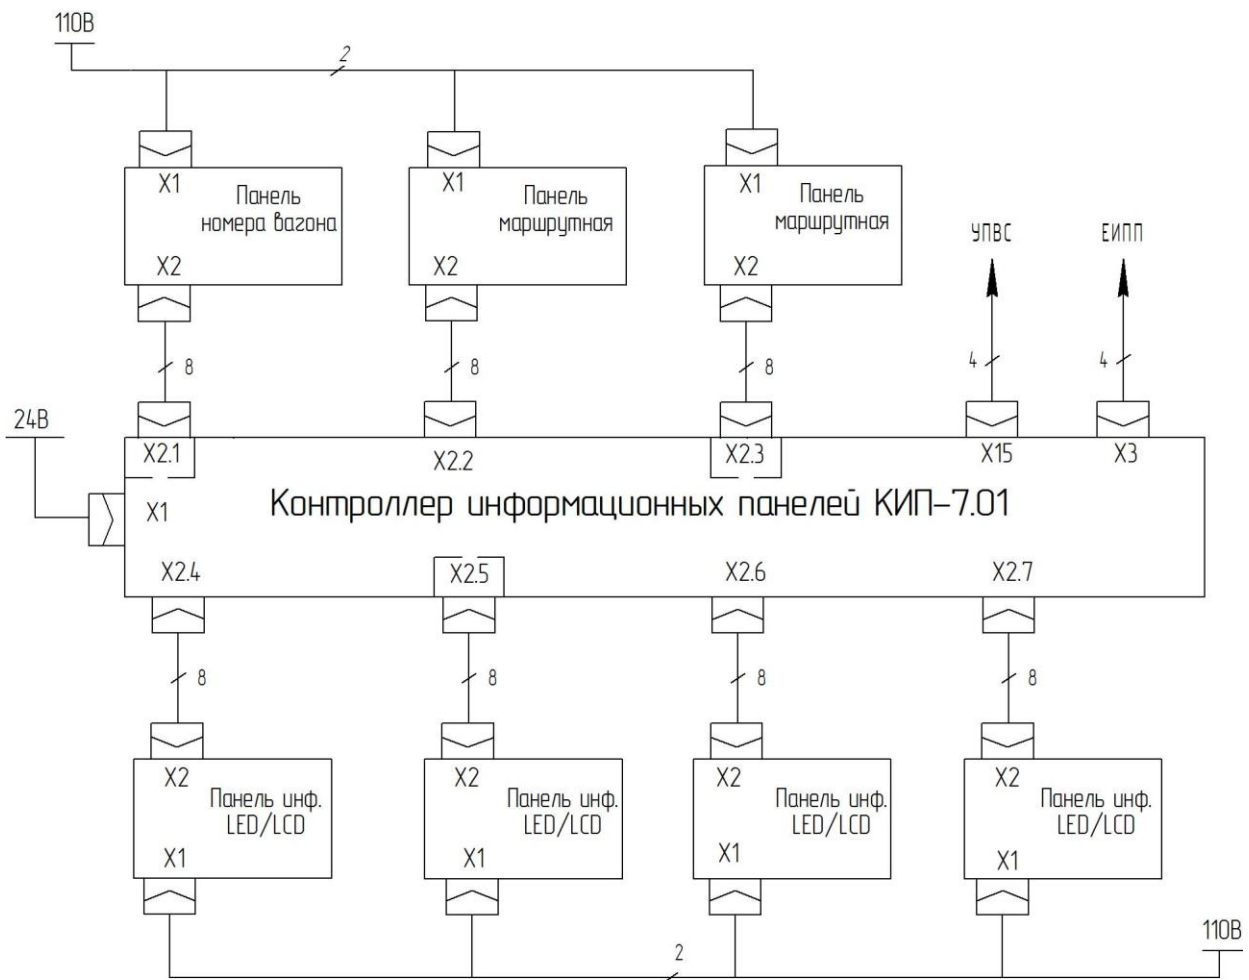 110В
2
X1
X1
X1
Панель
номера вагона
Панель
маршрутная
Панель
маршрутная
X2
X2
X2
УПВС
ЕИПП
8
8
8
4
4
24В
X2.1
X2.2
X2.3
X15
X3
X1
Контроллер информационных панелей КИП-7.01
X2.4
X2.5
X2.6
X2.7
8
8
8
8
X2
X2
X2
X2
Панель инф.
LED/LCD
Панель инф.
LED/LCD
Панель инф.
LED/LCD
Панель инф.
LED/LCD
X1
X1
X1
X1
110В
2